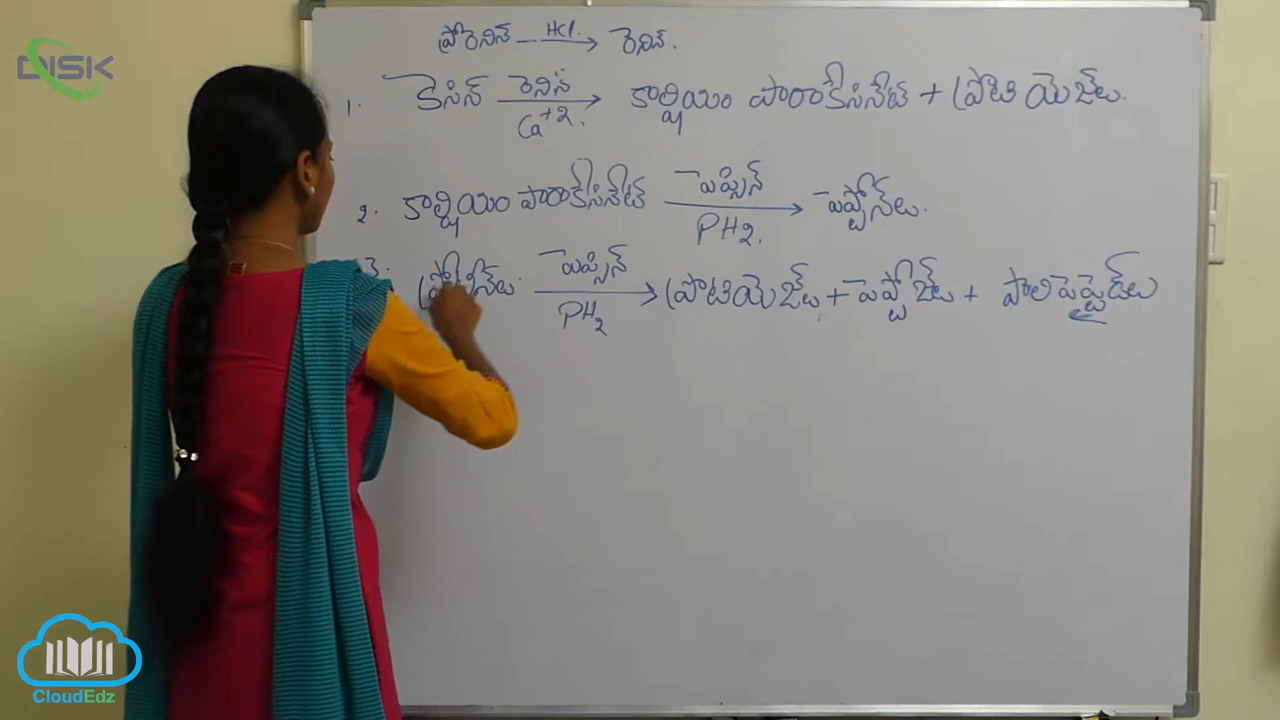 DISK
ప్రోరెనిన్ HCl. → రెనిన్.
1. కెసిన్ రెనిన్ → Ca+2. కాల్షియం పారాకేసినేట్ + ప్రోటియెజ్‌లు.
2. కాల్షియం పారాకేసినేట్ పెప్సిన్ → PH2. పెప్టోన్‌లు.
3. ప్రోటీన్‌లు పెప్సిన్ → PH2 ప్రొటియెజ్‌లు + పెప్టోజ్‌లు + పాలిపెప్టైడ్‌లు
CloudEdz